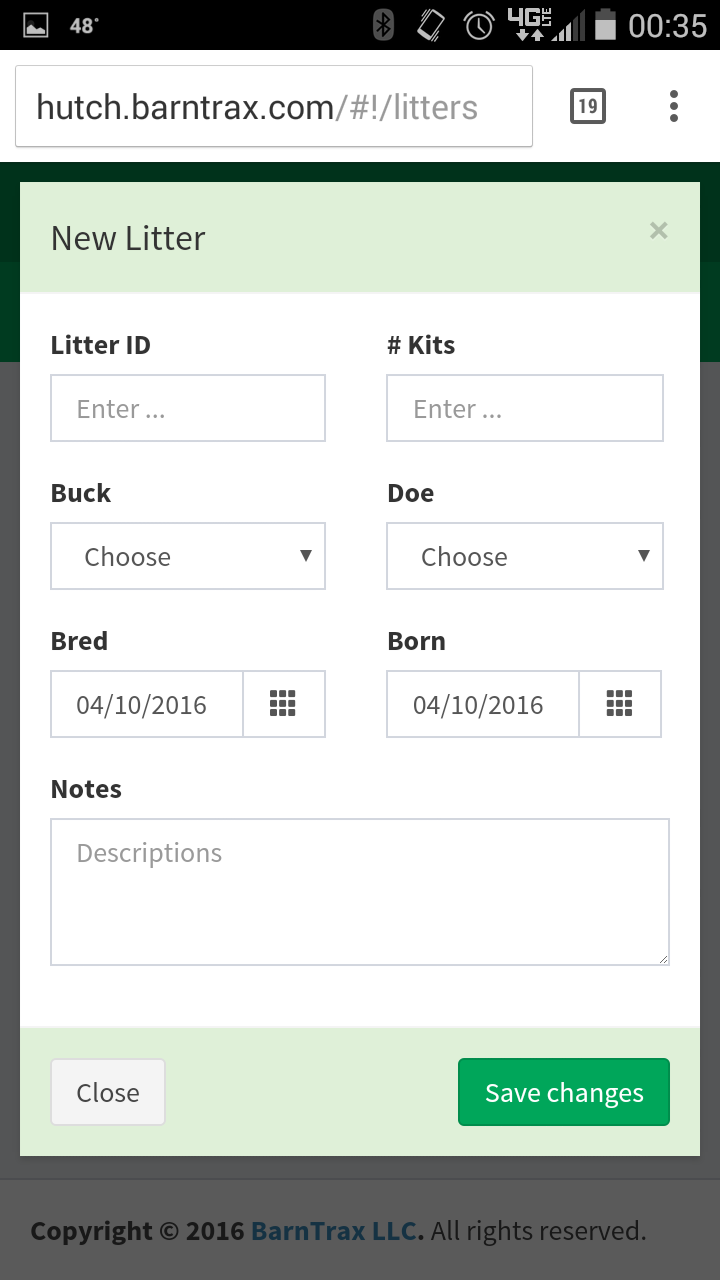 48° 4G LTE 00:35
hutch.barntrax.com/#!/litters 19
New Litter ×
Litter ID # Kits
Enter ... Enter ...
Buck Doe
Choose ▼ Choose ▼
Bred Born
04/10/2016 04/10/2016
Notes
Descriptions
Close Save changes
Copyright © 2016 BarnTrax LLC. All rights reserved.